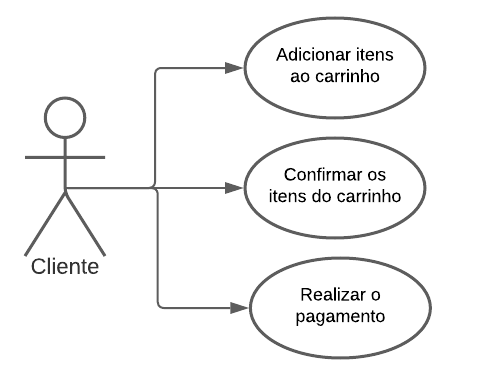 Adicionar itens
ao carrinho
Confirmar os
itens do carrinho
Cliente
Realizar o
pagamento